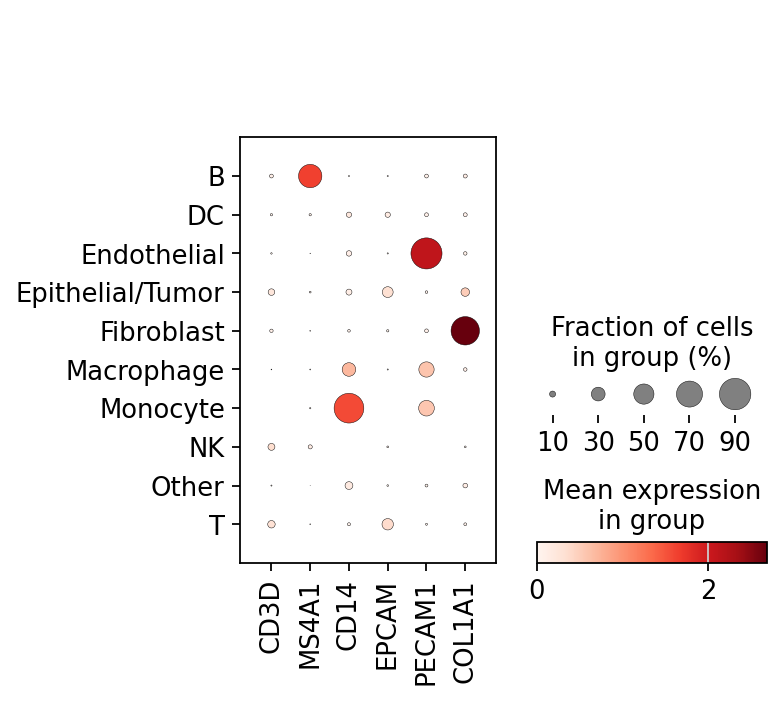 B
DC
Endothelial
Epithelial/Tumor
Fibroblast
Macrophage
Monocyte
NK
Other
T
CD3D
MS4A1
CD14
EPCAM
PECAM1
COL1A1
Fraction of cells
in group (%)
10 30 50 70 90
Mean expression
in group
0 2